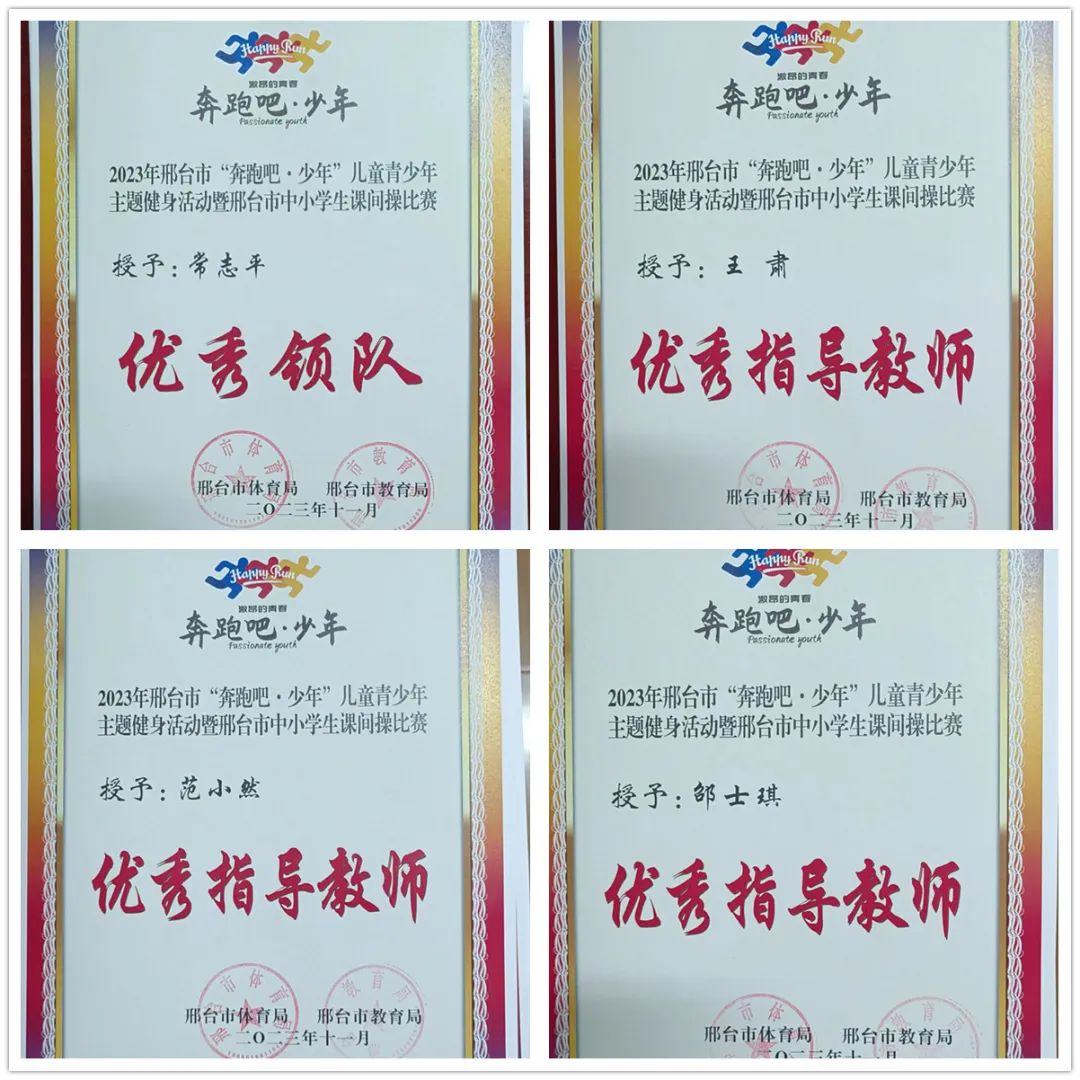 Happy Run
激昂的青春
奔跑吧·少年
Passionate youth
2023年邢台市“奔跑吧·少年”儿童青少年
主题健身活动暨邢台市中小学生课间操比赛
授予：常志平
优秀领队
邢台市体育局 邢台市教育局
二〇二三年十一月
Happy Run
激昂的青春
奔跑吧·少年
Passionate youth
2023年邢台市“奔跑吧·少年”儿童青少年
主题健身活动暨邢台市中小学生课间操比赛
授予：王 肃
优秀指导教师
邢台市体育局 邢台市教育局
二〇二三年十一月
Happy Run
激昂的青春
奔跑吧·少年
Passionate youth
2023年邢台市“奔跑吧·少年”儿童青少年
主题健身活动暨邢台市中小学生课间操比赛
授予：范小然
优秀指导教师
邢台市体育局 邢台市教育局
二〇二三年十一月
Happy Run
激昂的青春
奔跑吧·少年
Passionate youth
2023年邢台市“奔跑吧·少年”儿童青少年
主题健身活动暨邢台市中小学生课间操比赛
授予：邰士琪
优秀指导教师
邢台市体育局 邢台市教育局
二〇二三年十一月